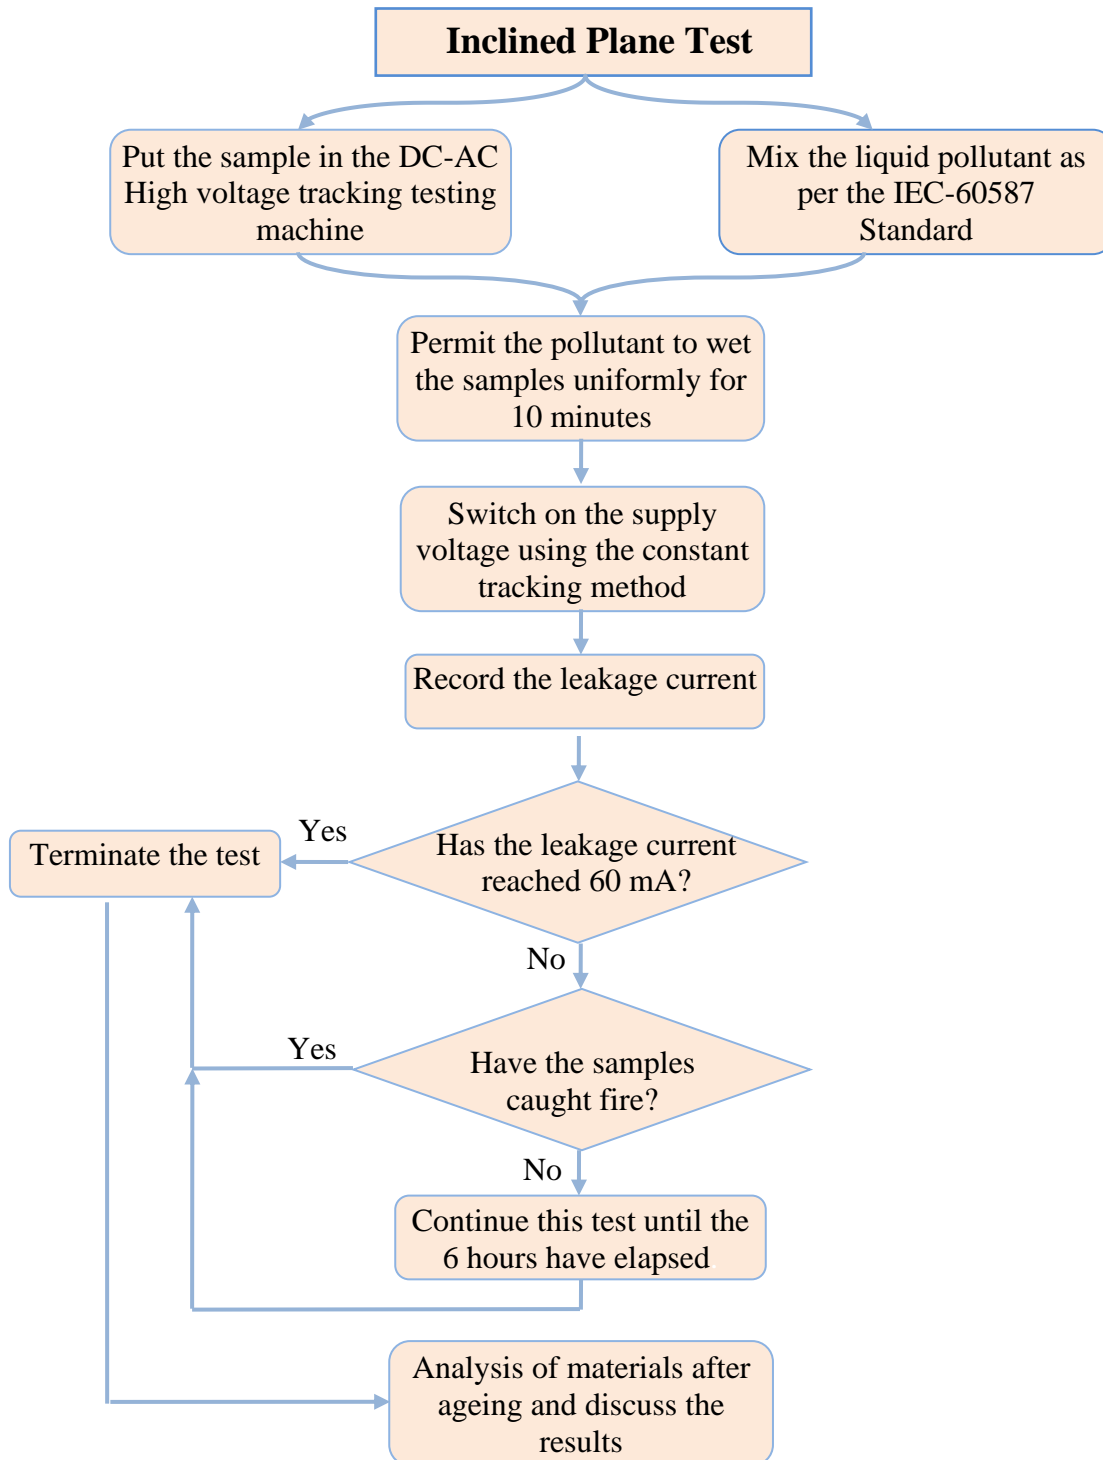 Inclined Plane Test
Put the sample in the DC-AC
High voltage tracking testing
machine
Mix the liquid pollutant as
per the IEC-60587
Standard
Permit the pollutant to wet
the samples uniformly for
10 minutes
Switch on the supply
voltage using the constant
tracking method
Record the leakage current
Has the leakage current
reached 60 mA?
Yes
Terminate the test
No
Have the samples
caught fire?
Yes
No
Continue this test until the
6 hours have elapsed
Analysis of materials after
ageing and discuss the
results